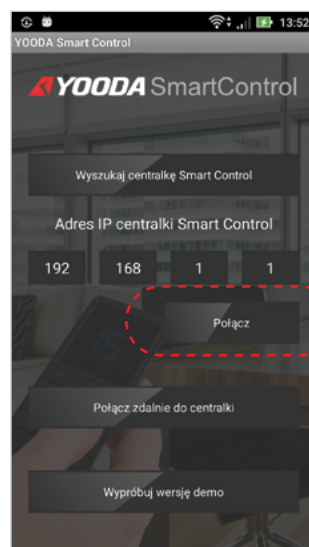 13:52
YOODA Smart Control
YOODA SmartControl
Wyszukaj centralkę Smart Control
Adres IP centralki Smart Control
192 168 1 1
Połącz
Połącz zdalnie do centralki
Wypróbuj wersję demo